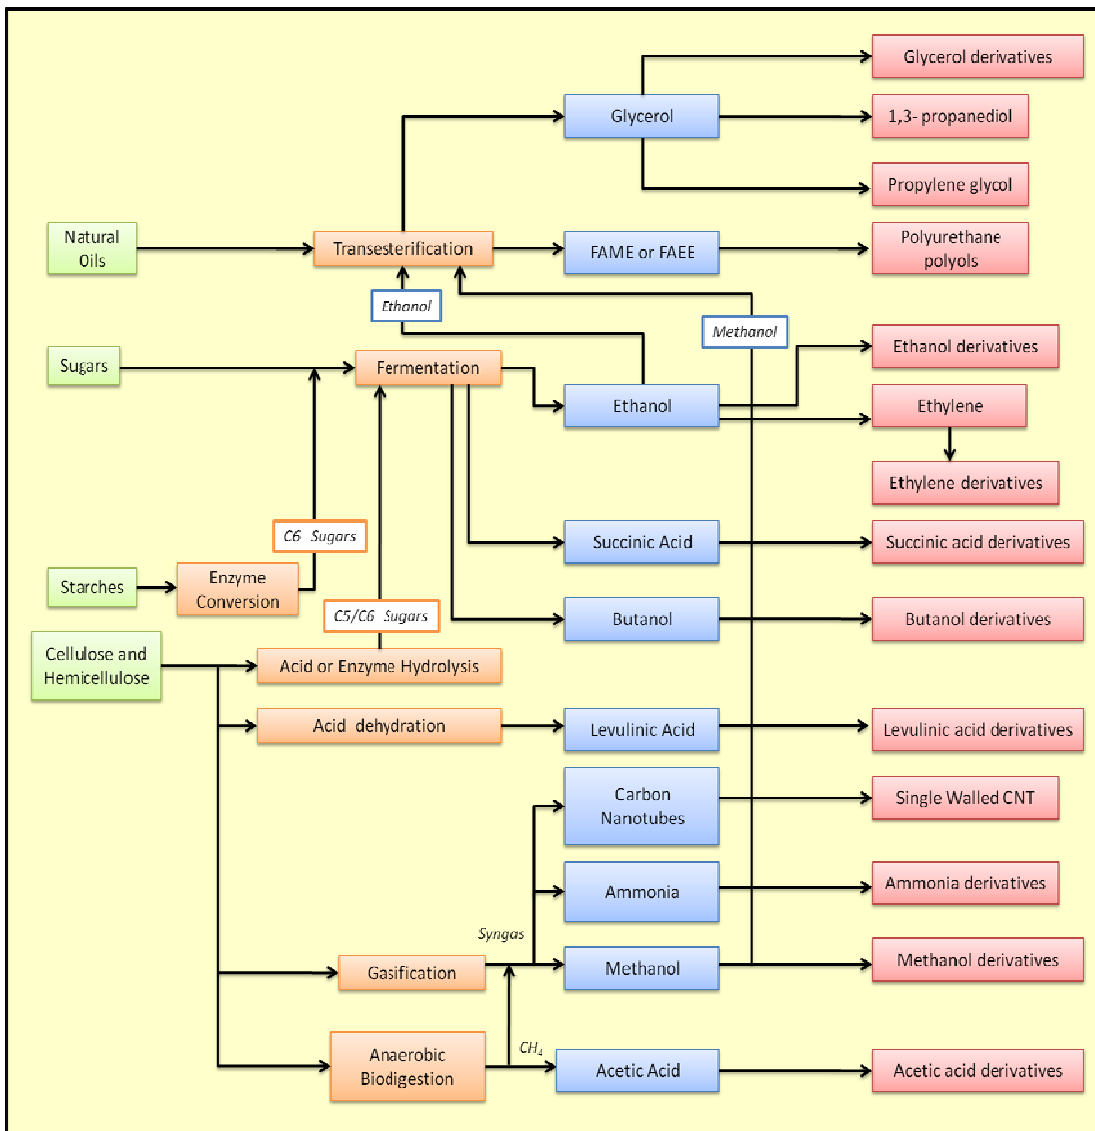 Glycerol derivatives
Glycerol
1,3- propanediol
Propylene glycol
Natural
Oils
Transesterification
FAME or FAEE
Polyurethane
polyols
Ethanol
Methanol
Sugars
Fermentation
Ethanol
Ethanol derivatives
Ethylene
Ethylene derivatives
C6 Sugars
Succinic Acid
Succinic acid derivatives
Starches
Enzyme
Conversion
C5/C6 Sugars
Butanol
Butanol derivatives
Cellulose and
Hemicellulose
Acid or Enzyme Hydrolysis
Acid dehydration
Levulinic Acid
Levulinic acid derivatives
Carbon
Nanotubes
Single Walled CNT
Ammonia
Ammonia derivatives
Syngas
Gasification
Methanol
Methanol derivatives
Anaerobic
Biodigestion
CH₄
Acetic Acid
Acetic acid derivatives